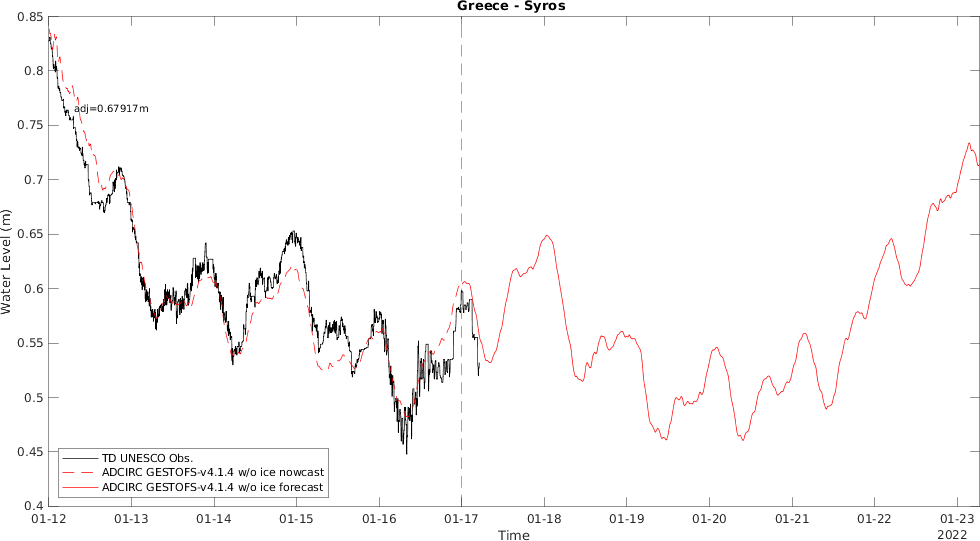 Greece - Syros
0.85
0.8
0.75
0.7
0.65
0.6
0.55
0.5
0.45
0.4
Water Level (m)
adj=0.67917m
TD UNESCO Obs.
ADCIRC GESTOFS-v4.1.4 w/o ice nowcast
ADCIRC GESTOFS-v4.1.4 w/o ice forecast
01-12 01-13 01-14 01-15 01-16 01-17 01-18 01-19 01-20 01-21 01-22 01-23
Time
2022